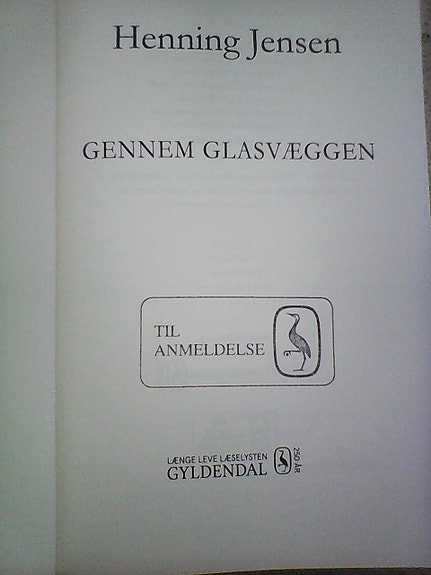 Henning Jensen
GENNEM GLASVÆGGEN
TIL
ANMELDELSE
LÆNGE LEVE LÆSELYSTEN
GYLDENDAL
250 ÅR